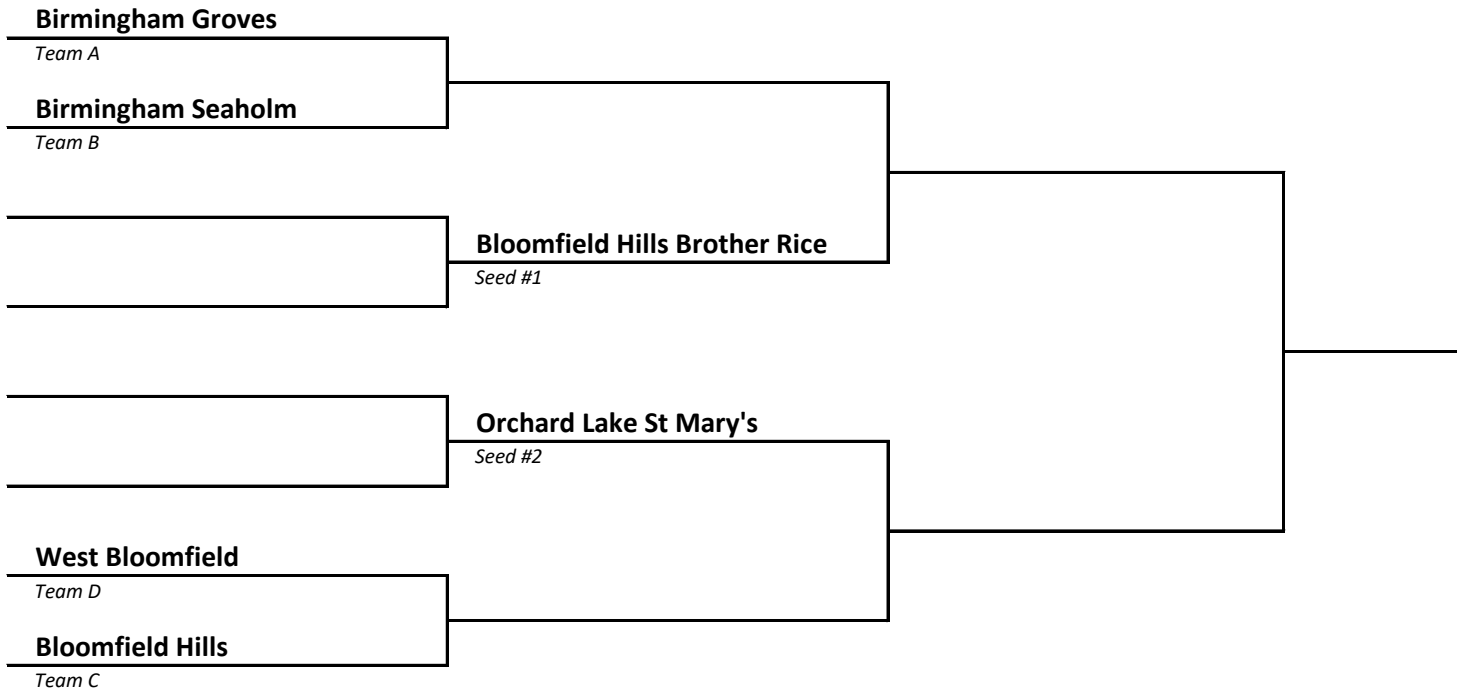 Birmingham Groves
Team A
Birmingham Seaholm
Team B
Bloomfield Hills Brother Rice
Seed #1
Orchard Lake St Mary's
Seed #2
West Bloomfield
Team D
Bloomfield Hills
Team C